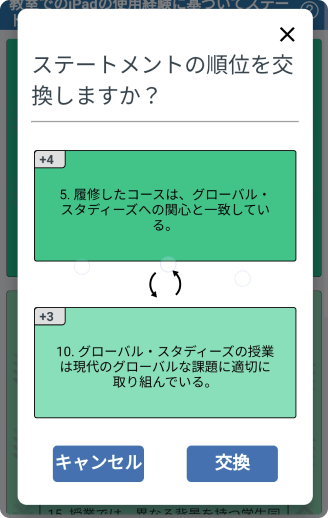 教室でのiPadの使用経験に基づいてステー
ステートメントの順位を交
換しますか？
+4
5. 履修したコースは、グローバル・
スタディーズへの関心と一致してい
る。
+3
10. グローバル・スタディーズの授業
は現代のグローバルな課題に適切に
取り組んでいる。
キャンセル
交換
15. 授業では、異なる背景を持つ学生同